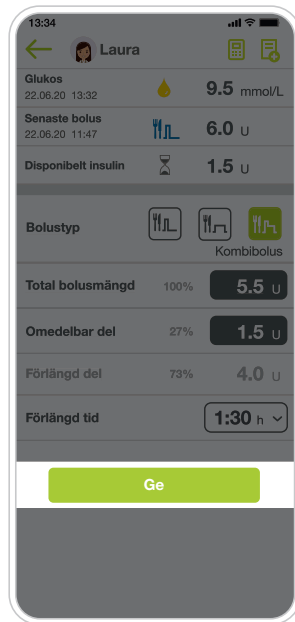 13:34
Laura
Glukos
22.06.20 13:32
9.5 mmol/L
Senaste bolus
22.06.20 11:47
6.0 U
Disponibelt insulin
1.5 U
Bolustyp
Kombibolus
Total bolusmängd 100% 5.5 U
Omedelbar del 27% 1.5 U
Förlängd del 73% 4.0 U
Förlängd tid 1:30 h
Ge